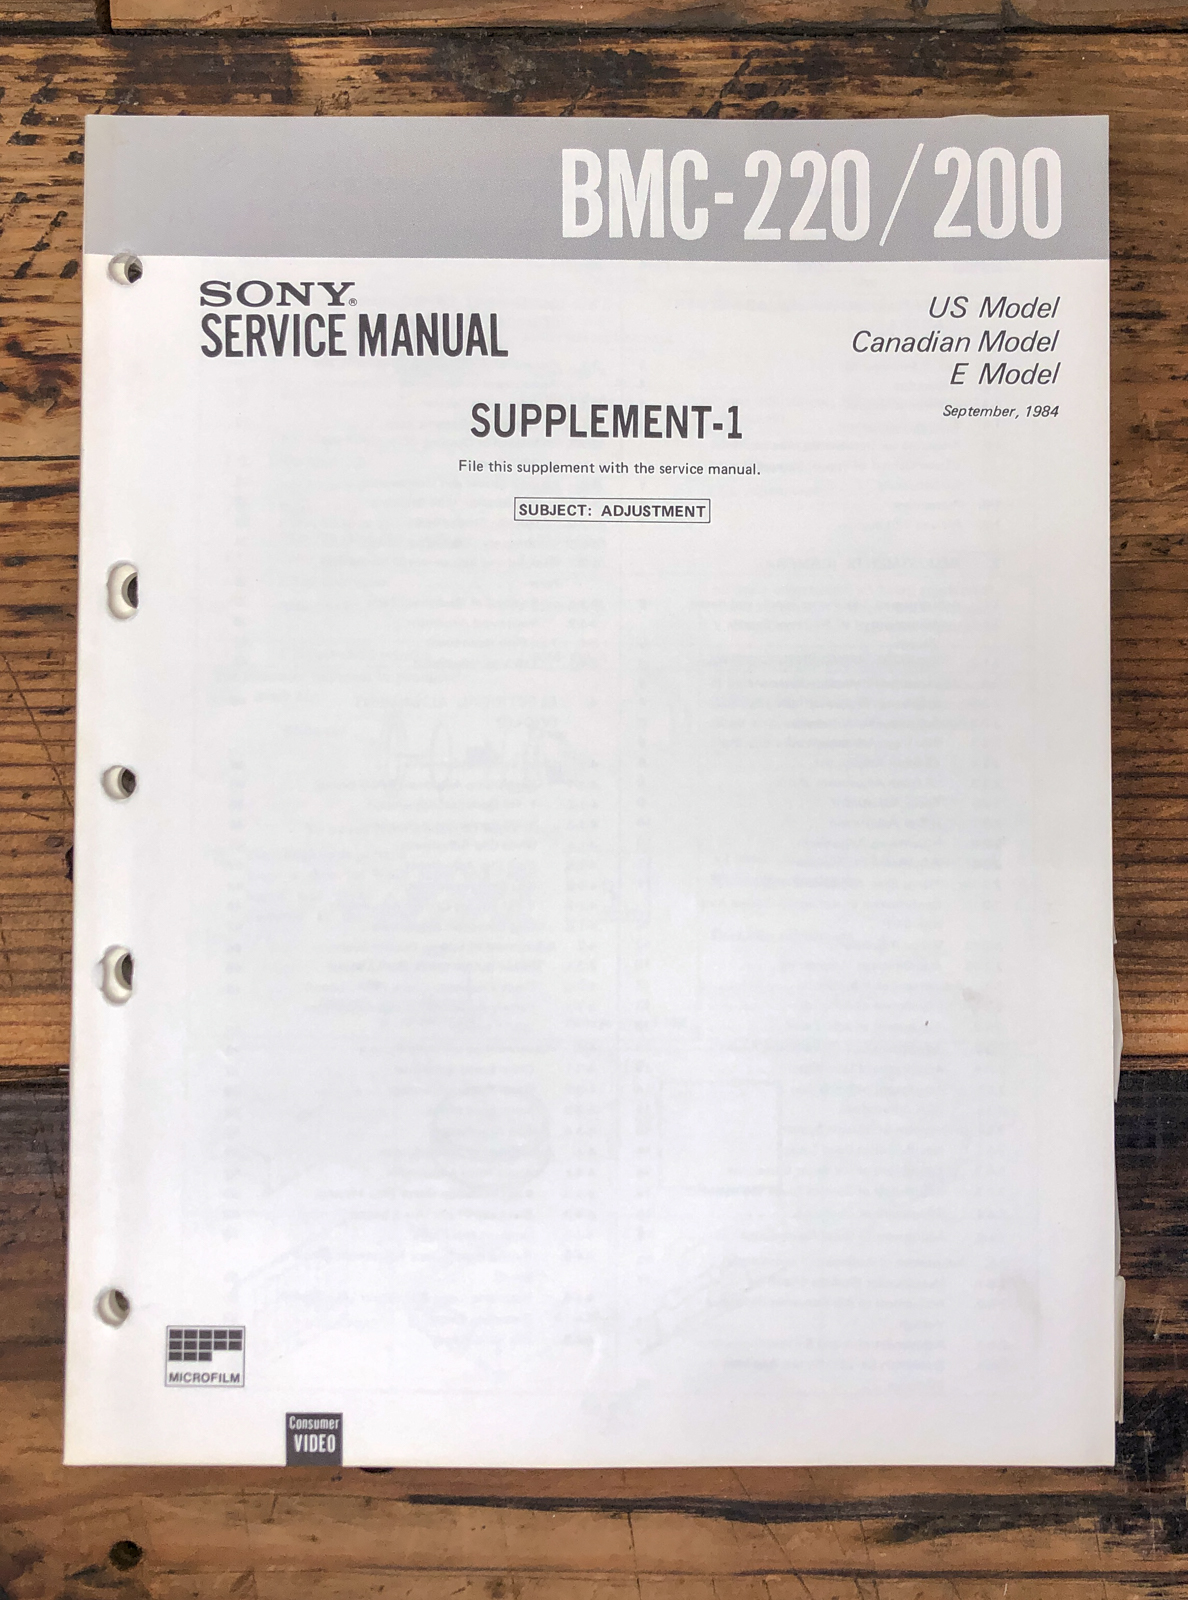 BMC-220/200
SONY®
SERVICE MANUAL
US Model
Canadian Model
E Model
September, 1984
SUPPLEMENT-1
File this supplement with the service manual.
SUBJECT: ADJUSTMENT
MICROFILM
Consumer
VIDEO